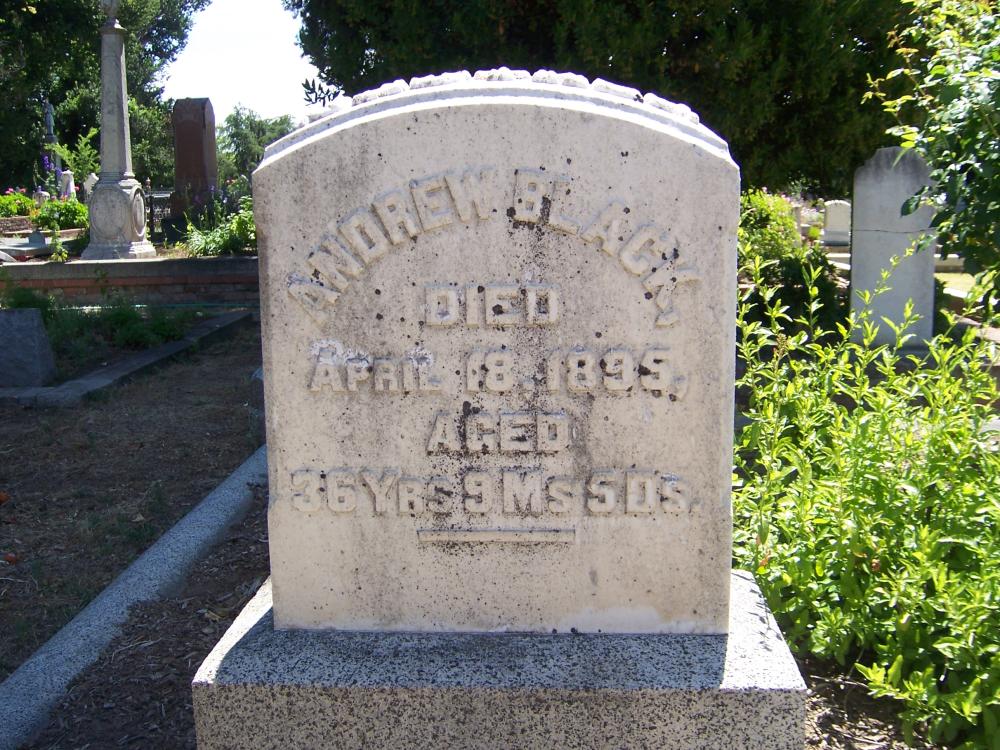 ANDREW BLACK,
DIED
APRIL 18. 1895,
AGED
36 YRS 9 MS 5 DS.